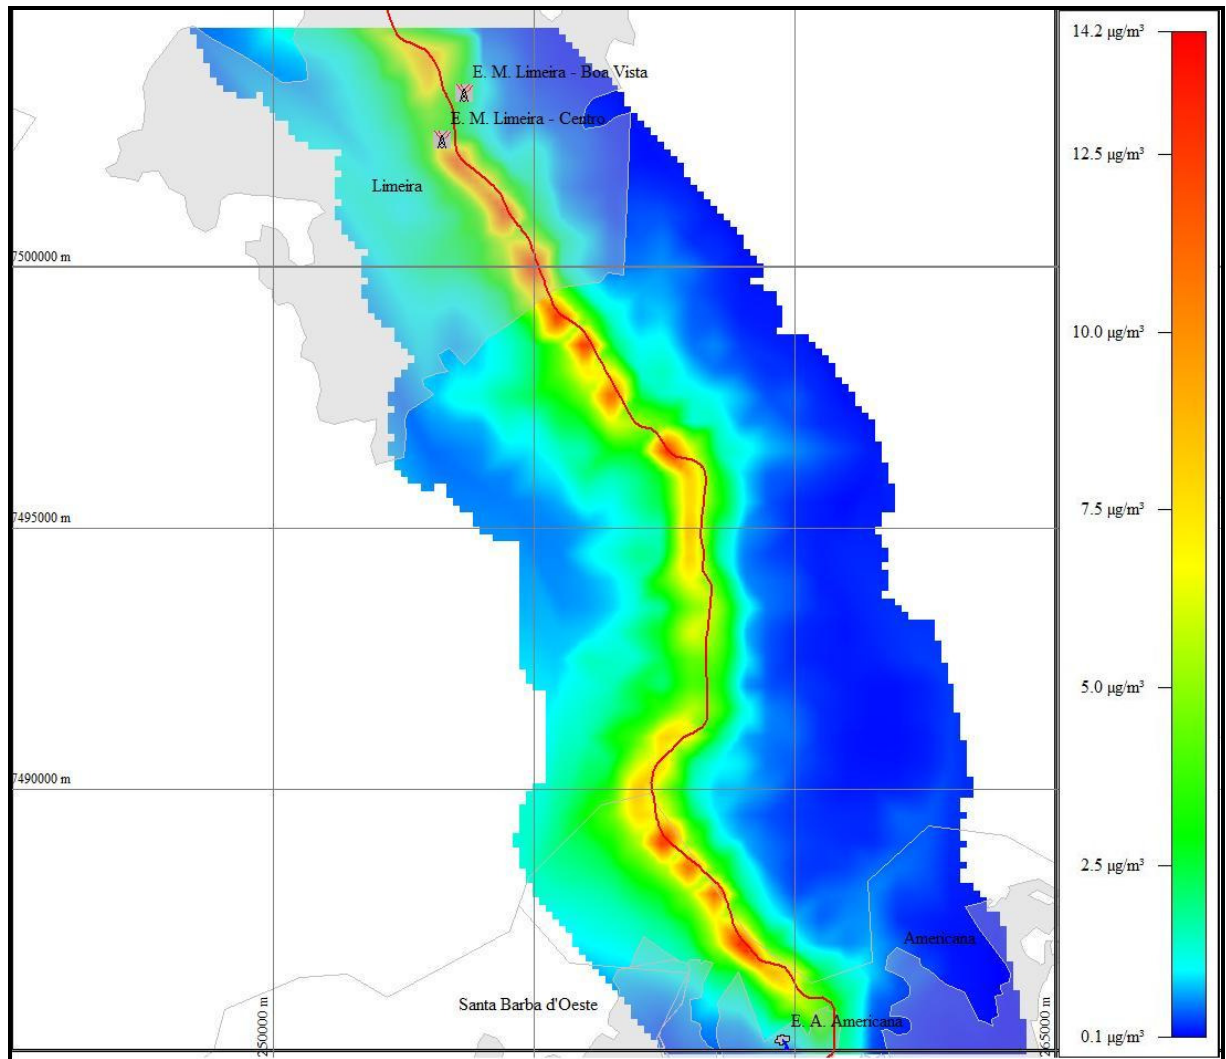 14.2 µg/m³
E. M. Limeira - Boa Vista
E. M. Limeira - Centro
12.5 µg/m³
Limeira
7500000 m
10.0 µg/m³
7495000 m
7.5 µg/m³
5.0 µg/m³
7490000 m
2.5 µg/m³
Americana
Santa Barba d'Oeste
250000 m
65000 m
E. A. Americana
0.1 µg/m³